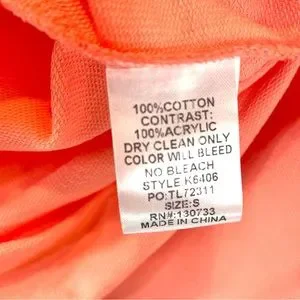 100%COTTON
CONTRAST:
100%ACRYLIC
DRY CLEAN ONLY
COLOR WILL BLEED
NO BLEACH
STYLE K6406
PO:TL72311
SIZE:S
RN#:130733
MADE IN CHINA